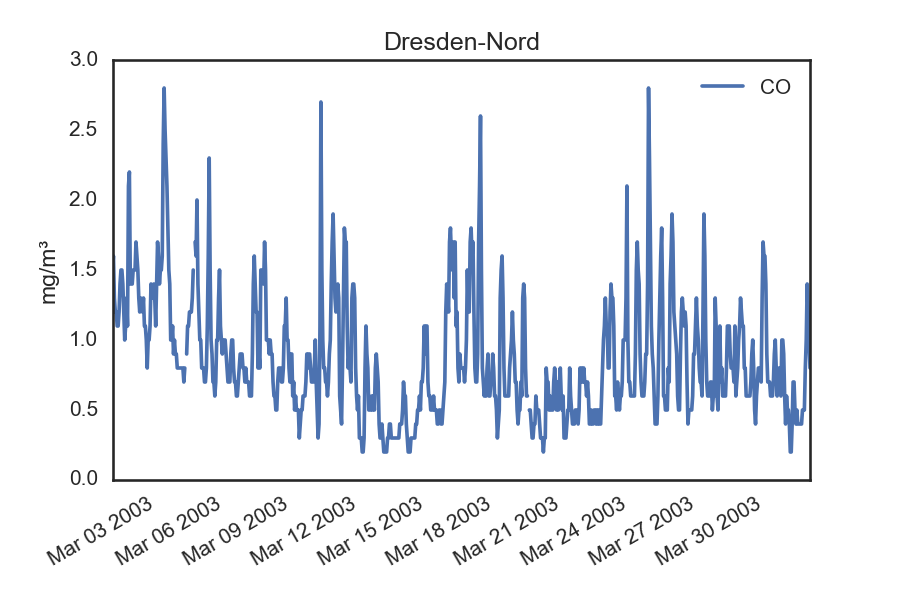 Dresden-Nord
3.0
2.5
2.0
1.5
1.0
0.5
0.0
mg/m³
CO
Mar 03 2003
Mar 06 2003
Mar 09 2003
Mar 12 2003
Mar 15 2003
Mar 18 2003
Mar 21 2003
Mar 24 2003
Mar 27 2003
Mar 30 2003